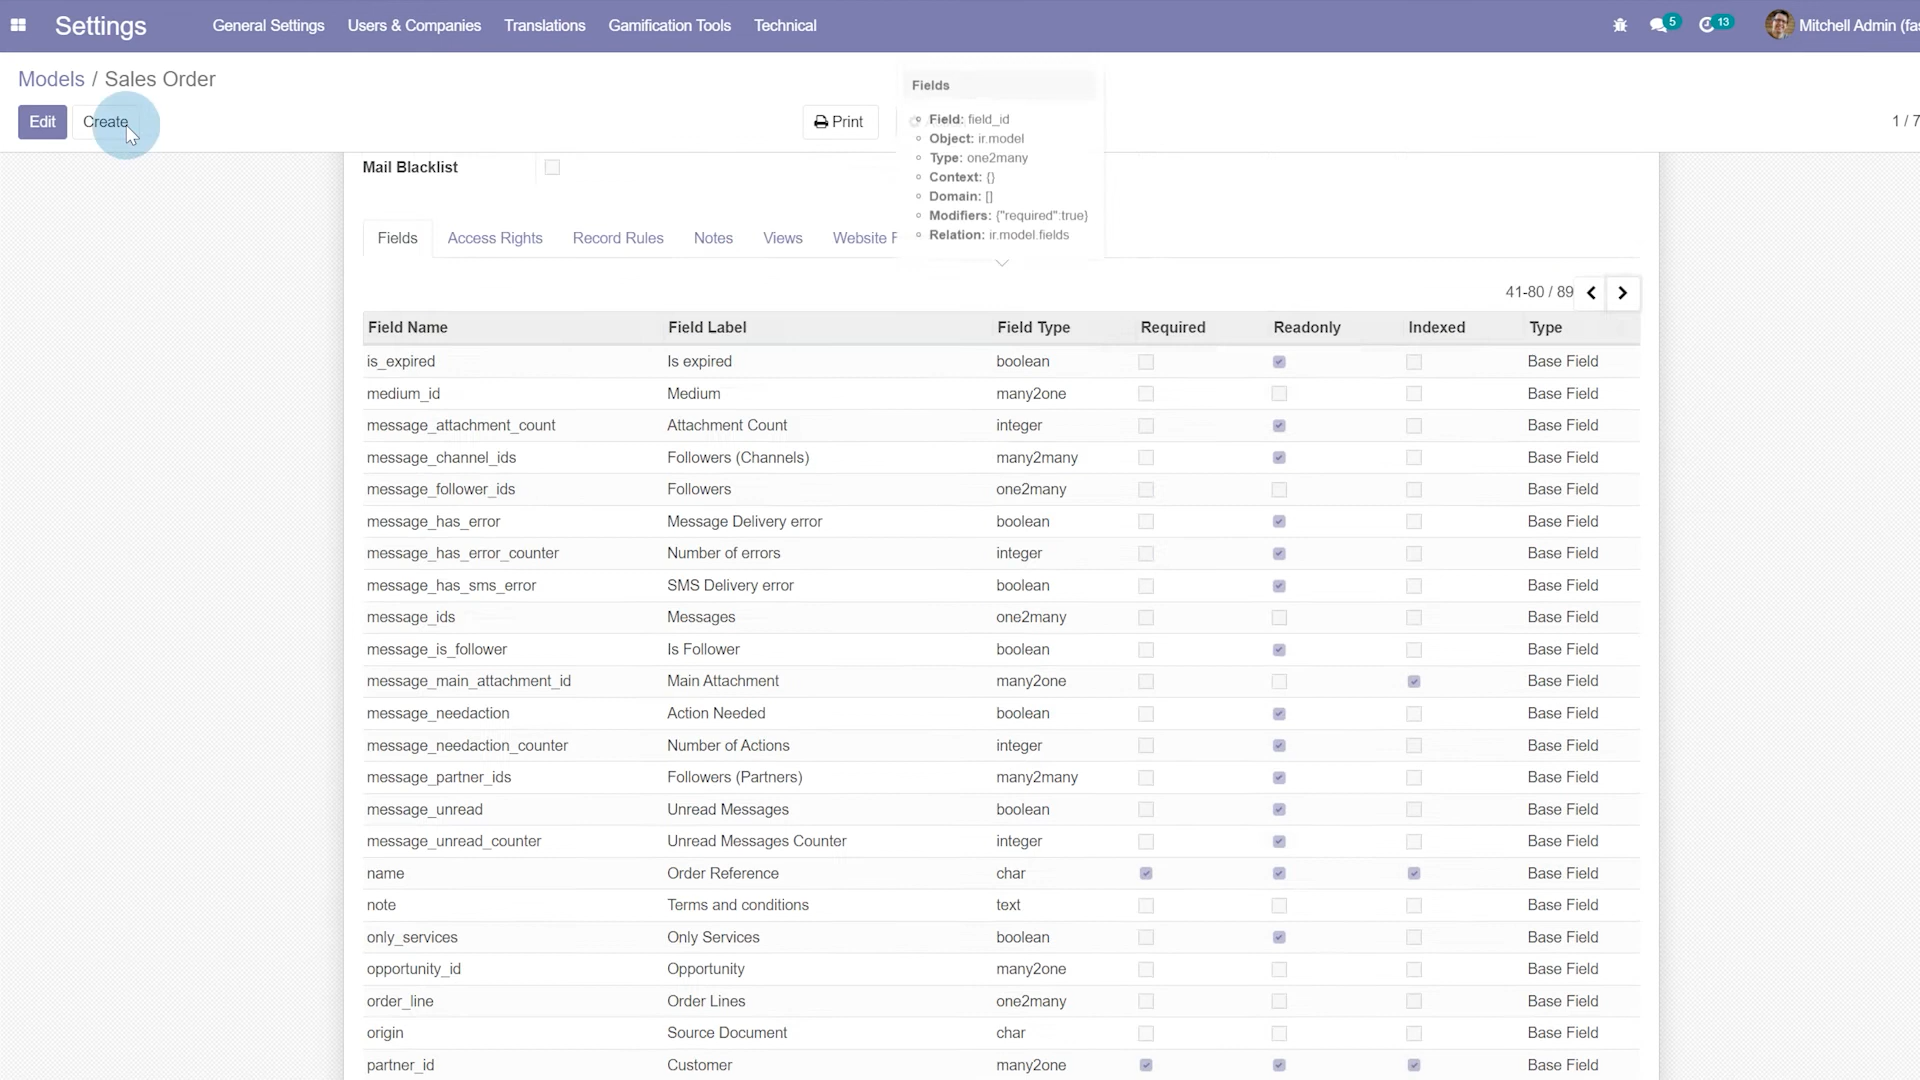 Settings General Settings Users & Companies Translations Gamification Tools Technical 5 13 Mitchell Admin (fas
Models / Sales Order
Edit Create Print 1 / 7
Fields
Field: field_id
Object: ir.model
Type: one2many
Context: {}
Domain: []
Modifiers: {"required":true}
Relation: ir.model.fields
Mail Blacklist
Fields Access Rights Record Rules Notes Views Website F
41-80 / 89
Field Name Field Label Field Type Required Readonly Indexed Type
is_expired Is expired boolean Base Field
medium_id Medium many2one Base Field
message_attachment_count Attachment Count integer Base Field
message_channel_ids Followers (Channels) many2many Base Field
message_follower_ids Followers one2many Base Field
message_has_error Message Delivery error boolean Base Field
message_has_error_counter Number of errors integer Base Field
message_has_sms_error SMS Delivery error boolean Base Field
message_ids Messages one2many Base Field
message_is_follower Is Follower boolean Base Field
message_main_attachment_id Main Attachment many2one Base Field
message_needaction Action Needed boolean Base Field
message_needaction_counter Number of Actions integer Base Field
message_partner_ids Followers (Partners) many2many Base Field
message_unread Unread Messages boolean Base Field
message_unread_counter Unread Messages Counter integer Base Field
name Order Reference char Base Field
note Terms and conditions text Base Field
only_services Only Services boolean Base Field
opportunity_id Opportunity many2one Base Field
order_line Order Lines one2many Base Field
origin Source Document char Base Field
partner_id Customer many2one Base Field